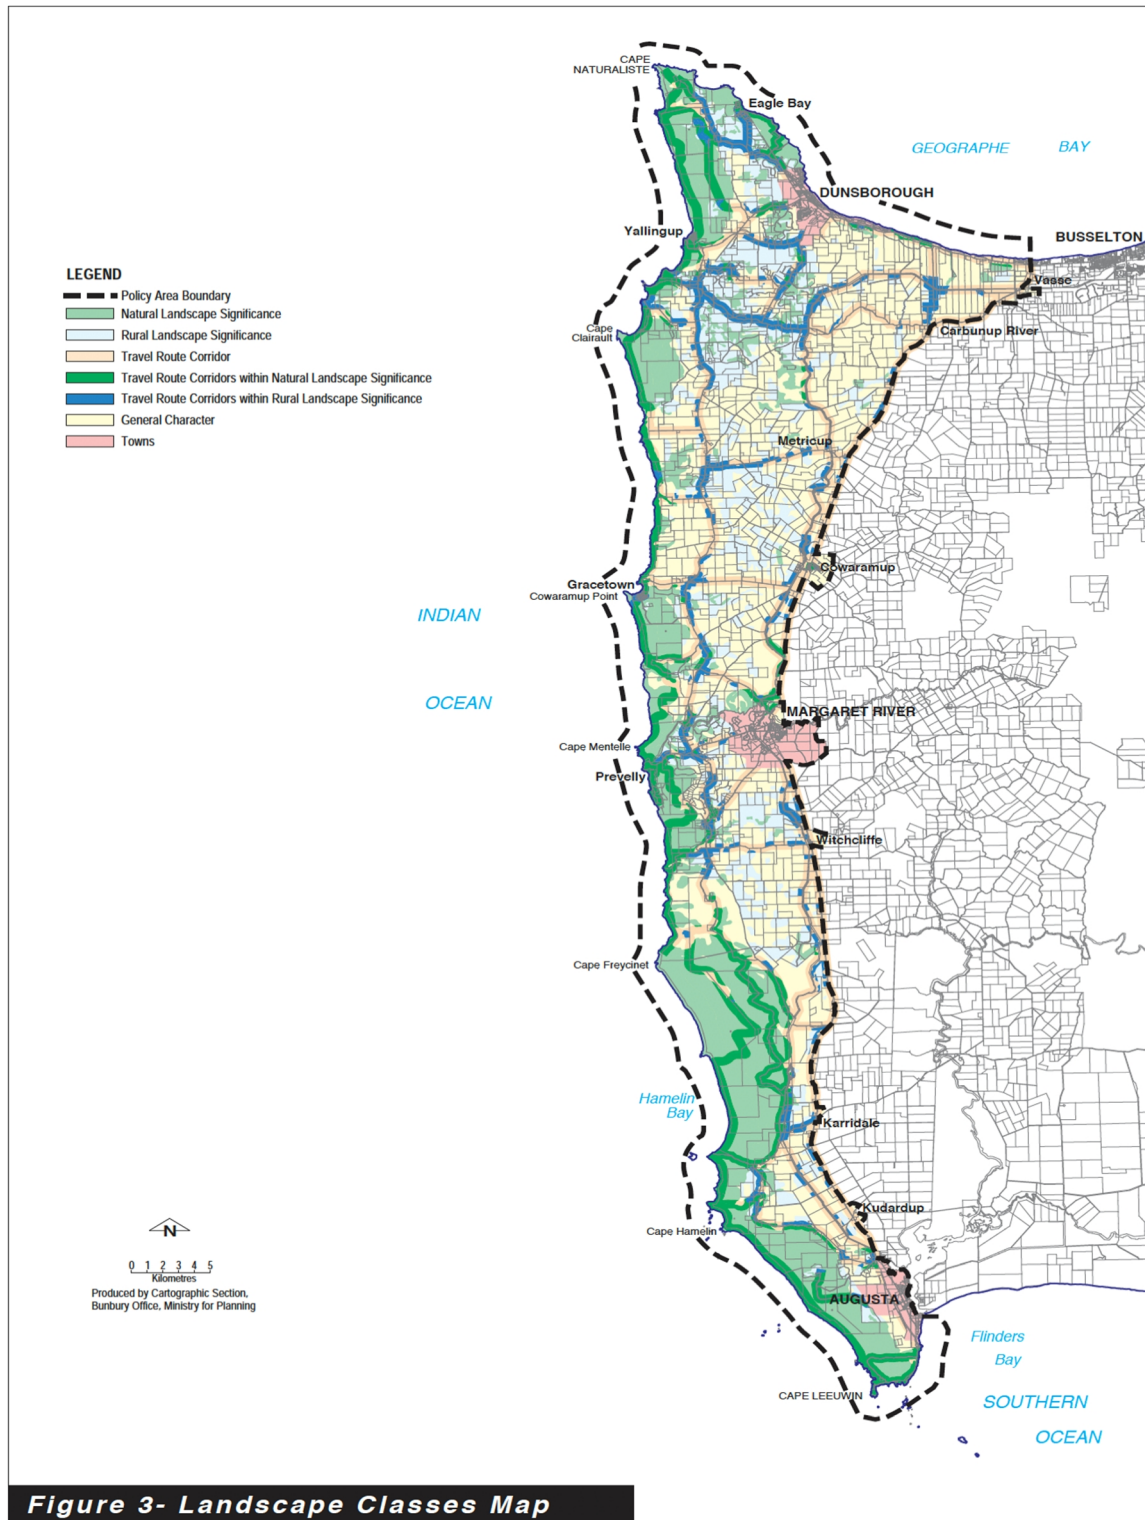 CAPE
NATURALISTE
Eagle Bay
GEOGRAPHE BAY
DUNSBOROUGH
Yallingup
BUSSELTON
LEGEND
Policy Area Boundary
Natural Landscape Significance
Rural Landscape Significance
Travel Route Corridor
Travel Route Corridors within Natural Landscape Significance
Travel Route Corridors within Rural Landscape Significance
General Character
Towns
Vasse
Cape
Clairault
Carbunup River
Metricup
Cowaramup
Gracetown
Cowaramup Point
INDIAN
OCEAN
MARGARET RIVER
Cape Mentelle
Prevelly
Witchcliffe
Cape Freycinet
Hamelin
Bay
Karridale
Kudardup
Cape Hamelin
N
0 1 2 3 4 5
Kilometres
Produced by Cartographic Section,
Bunbury Office, Ministry for Planning
AUGUSTA
Flinders
Bay
CAPE LEEUWIN
SOUTHERN
OCEAN
Figure 3- Landscape Classes Map